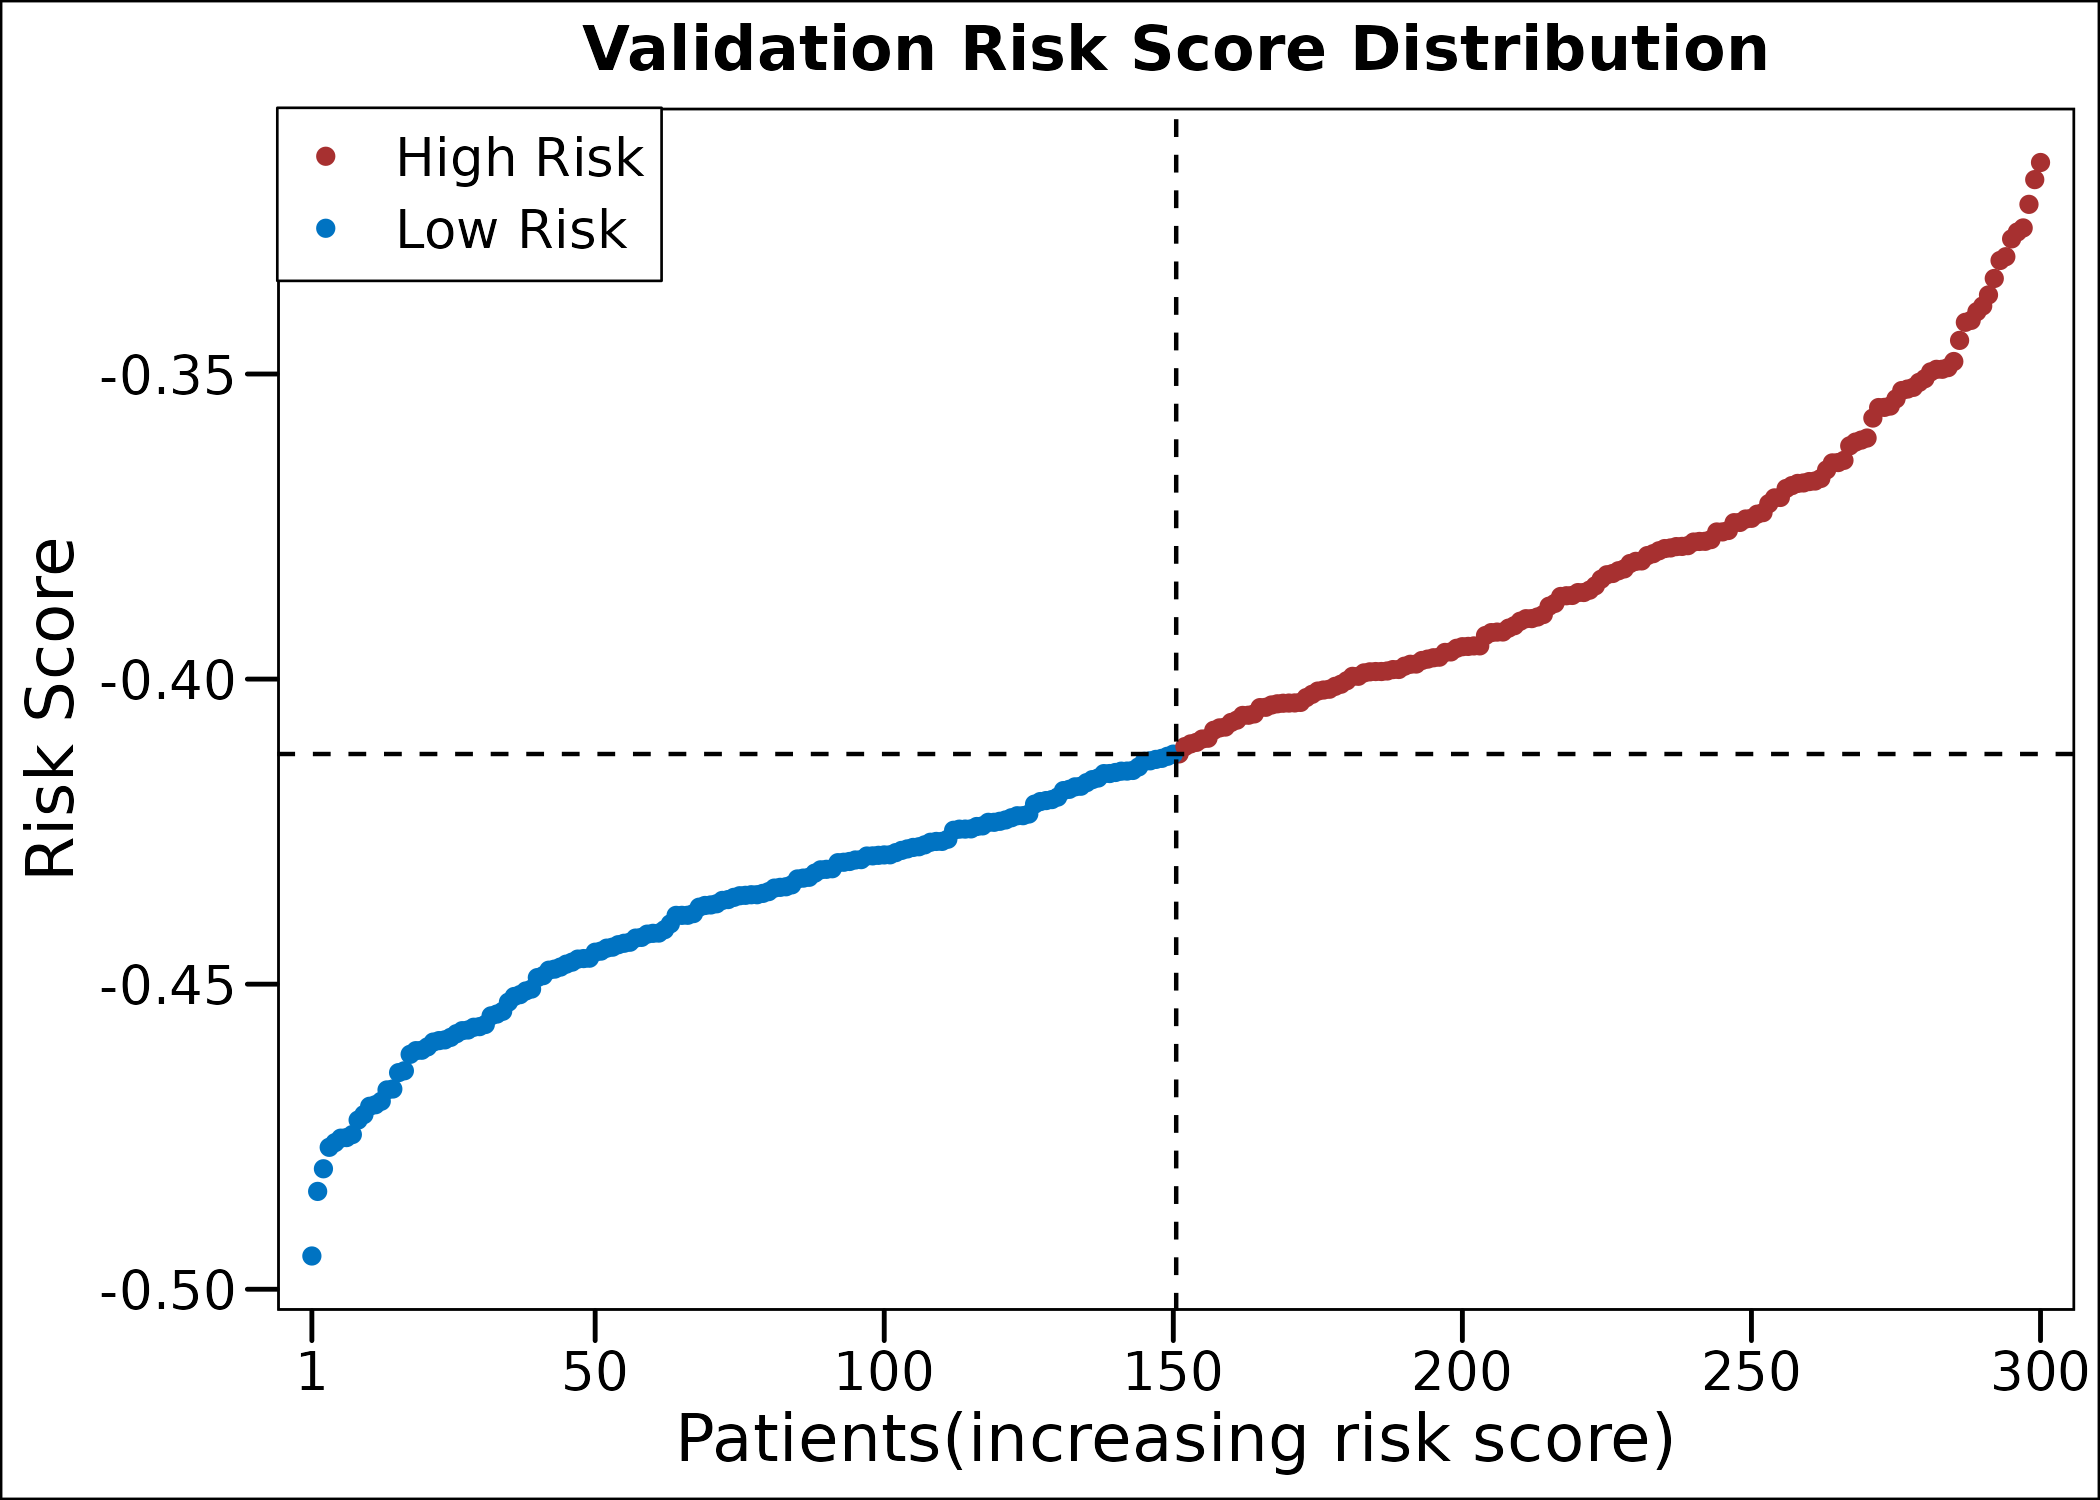 Validation Risk Score Distribution
High Risk
Low Risk
-0.35
-0.40
-0.45
-0.50
Risk Score
1 50 100 150 200 250 300
Patients(increasing risk score)